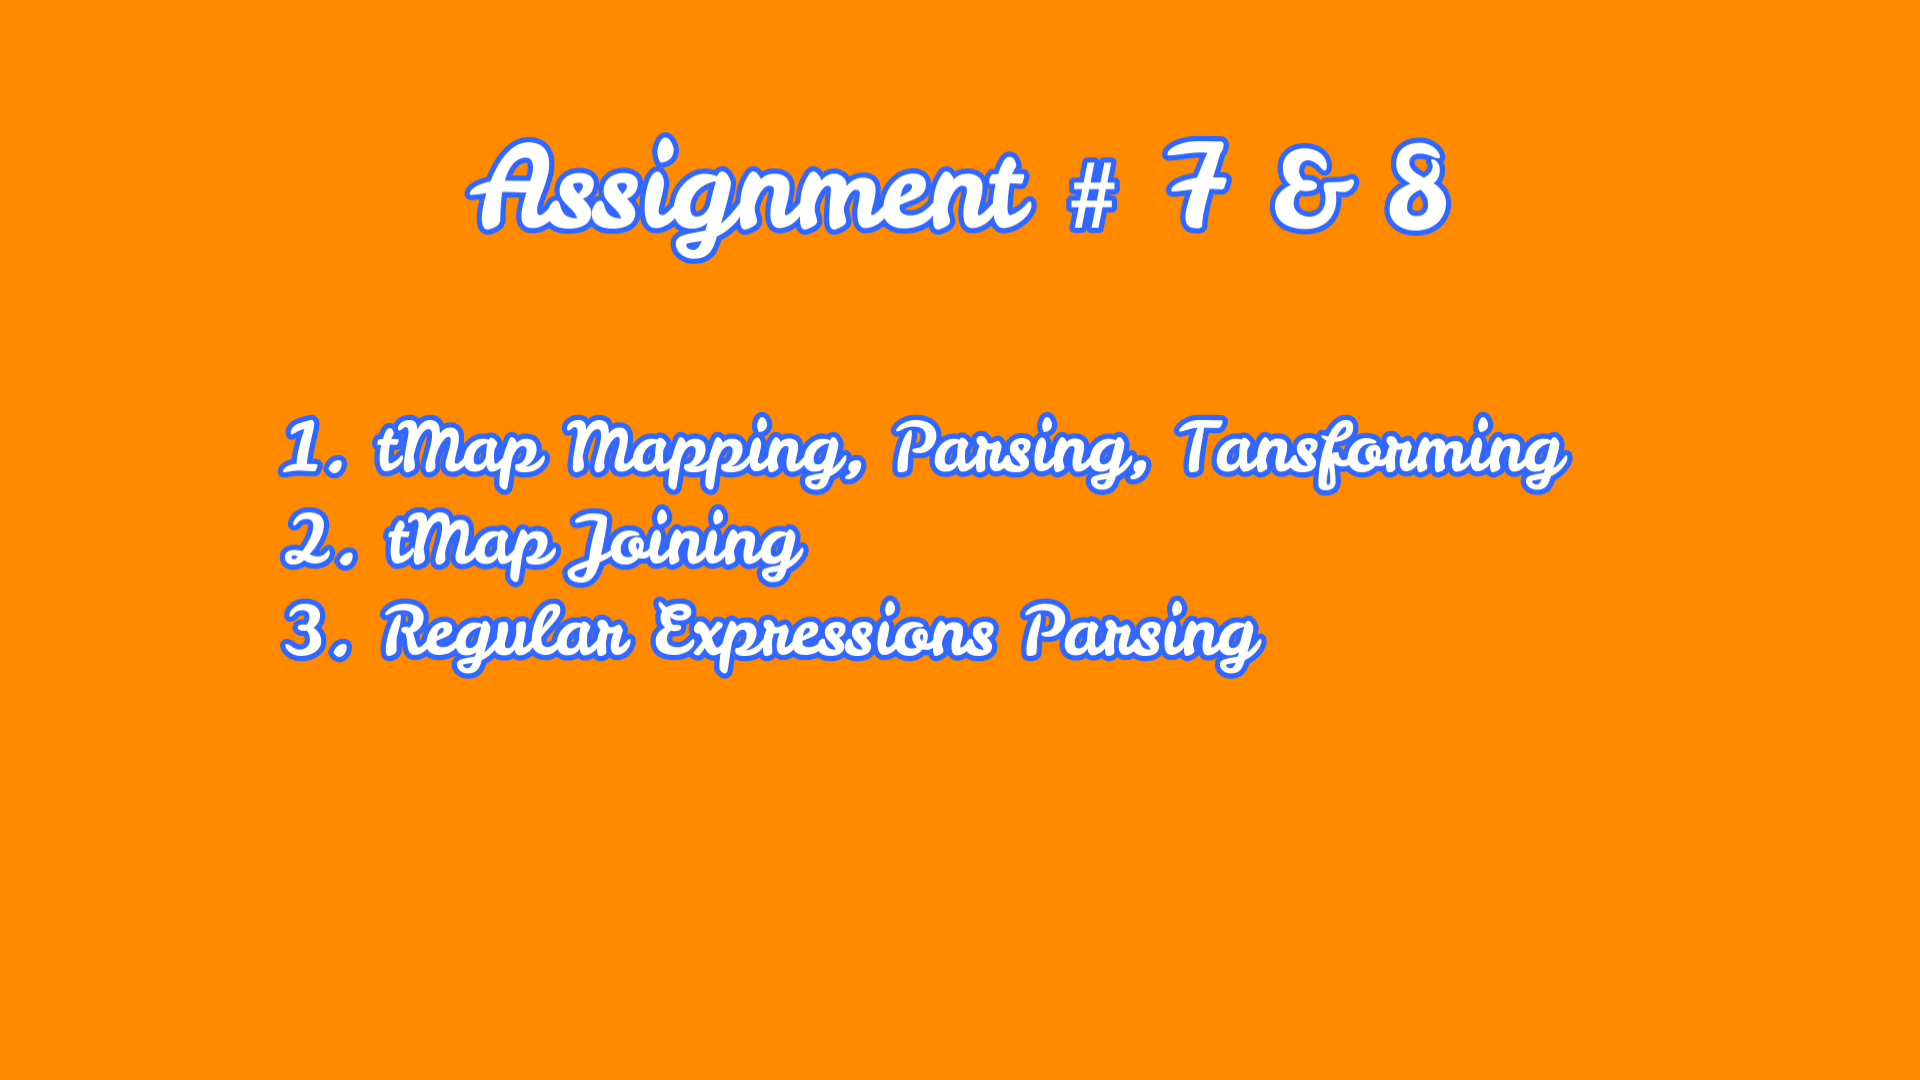 Assignment # 7 & 8
1. tMap Mapping, Parsing, Tansforming
2. tMap Joining
3. Regular Expressions Parsing